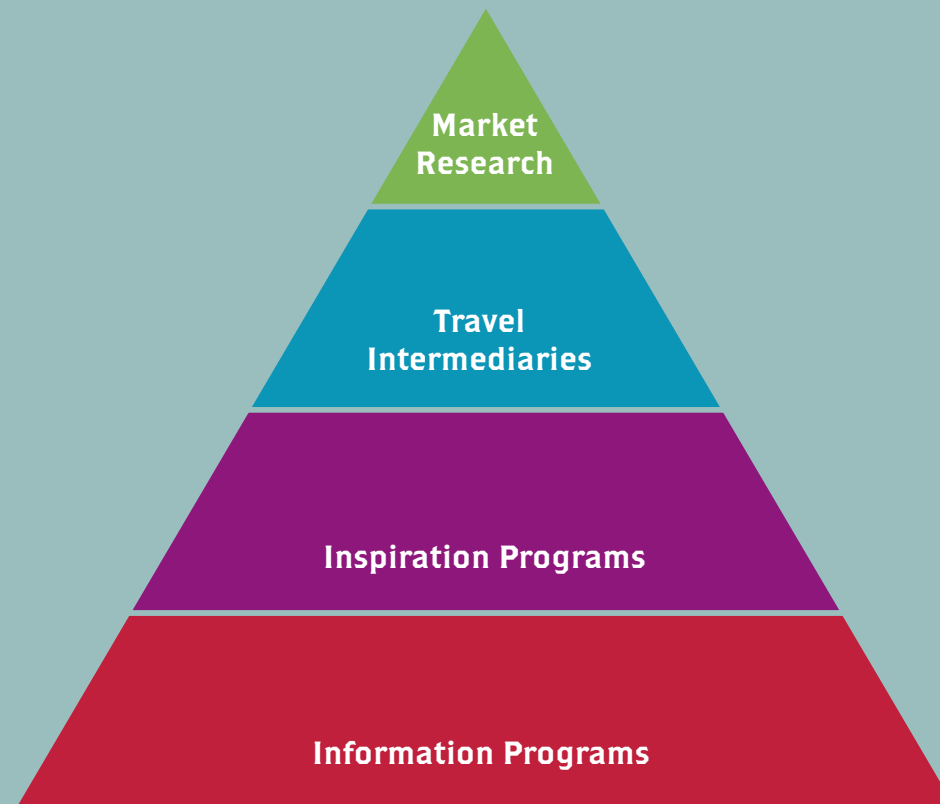 Market
Research
Travel
Intermediaries
Inspiration Programs
Information Programs